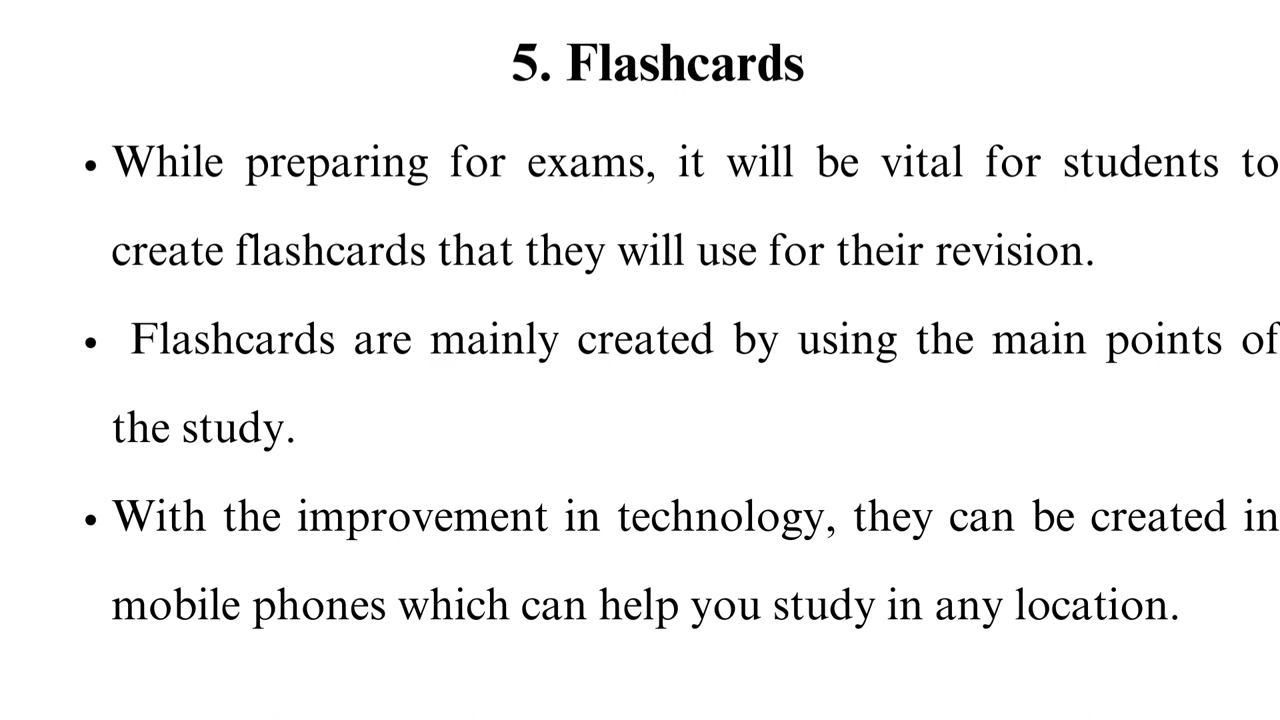 5. Flashcards
• While preparing for exams, it will be vital for students to
create flashcards that they will use for their revision.
• Flashcards are mainly created by using the main points of
the study.
• With the improvement in technology, they can be created in
mobile phones which can help you study in any location.